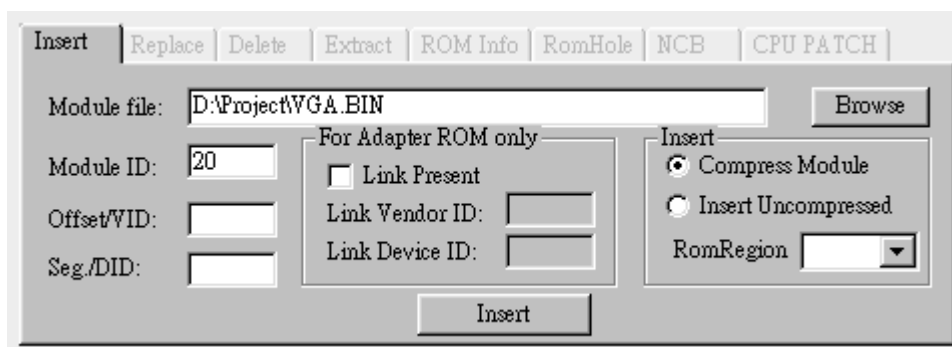 Insert Replace Delete Extract ROM Info RomHole NCB CPU PATCH
Module file: D:\Project\VGA.BIN Browse
For Adapter ROM only Insert
Module ID: 20 Link Present Compress Module
Offset/VID: Link Vendor ID: Insert Uncompressed
Seg./DID: Link Device ID: RomRegion
Insert